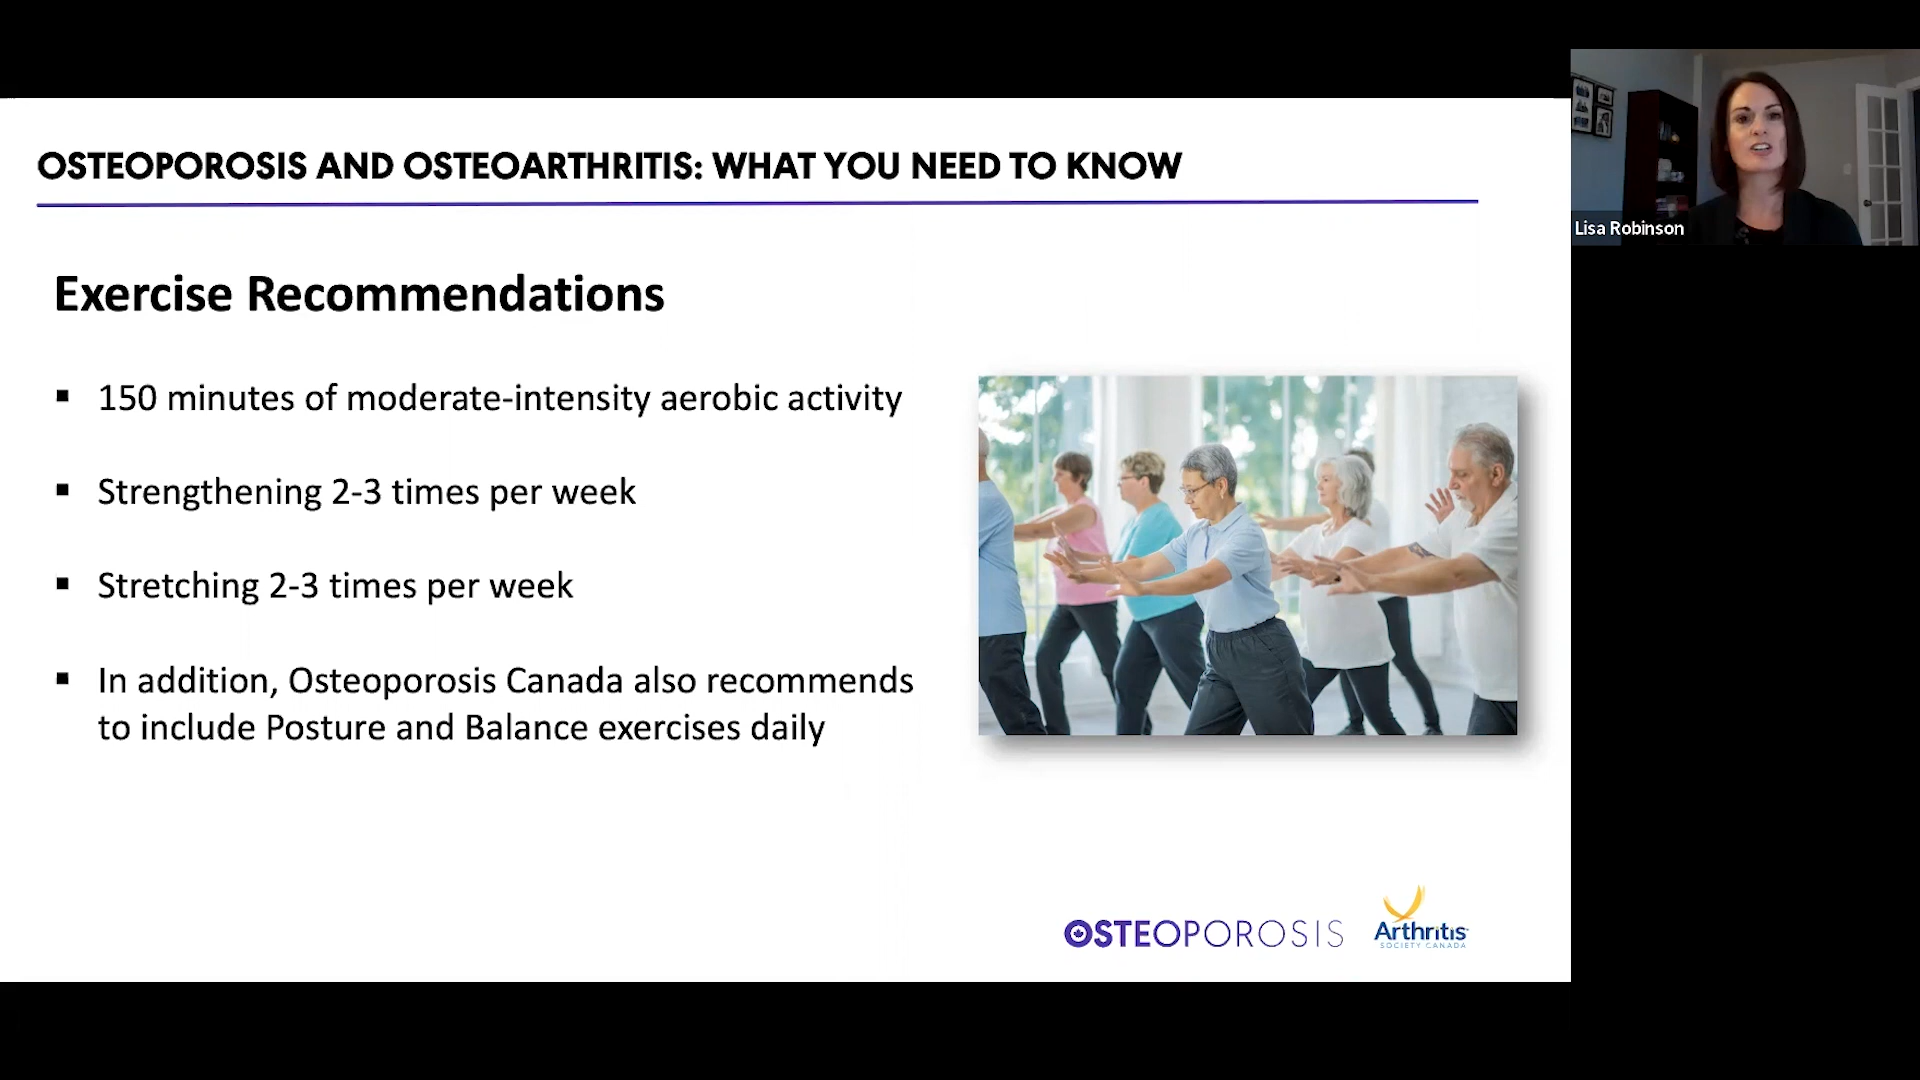 OSTEOPOROSIS AND OSTEOARTHRITIS: WHAT YOU NEED TO KNOW
Exercise Recommendations
▪ 150 minutes of moderate-intensity aerobic activity
▪ Strengthening 2-3 times per week
▪ Stretching 2-3 times per week
▪ In addition, Osteoporosis Canada also recommends
to include Posture and Balance exercises daily
OSTEOPOROSIS
Arthritis
SOCIETY CANADA
Lisa Robinson